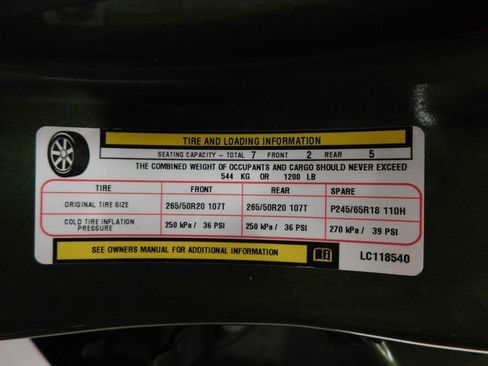 TIRE AND LOADING INFORMATION
SEATING CAPACITY - TOTAL 7 FRONT 2 REAR 5
THE COMBINED WEIGHT OF OCCUPANTS AND CARGO SHOULD NEVER EXCEED
544 KG OR 1200 LB
TIRE FRONT REAR SPARE
ORIGINAL TIRE SIZE 265/50R20 107T 265/50R20 107T P245/65R18 110H
COLD TIRE INFLATION PRESSURE 250 kPa / 36 PSI 250 kPa / 36 PSI 270 kPa / 39 PSI
SEE OWNERS MANUAL FOR ADDITIONAL INFORMATION
LC118540